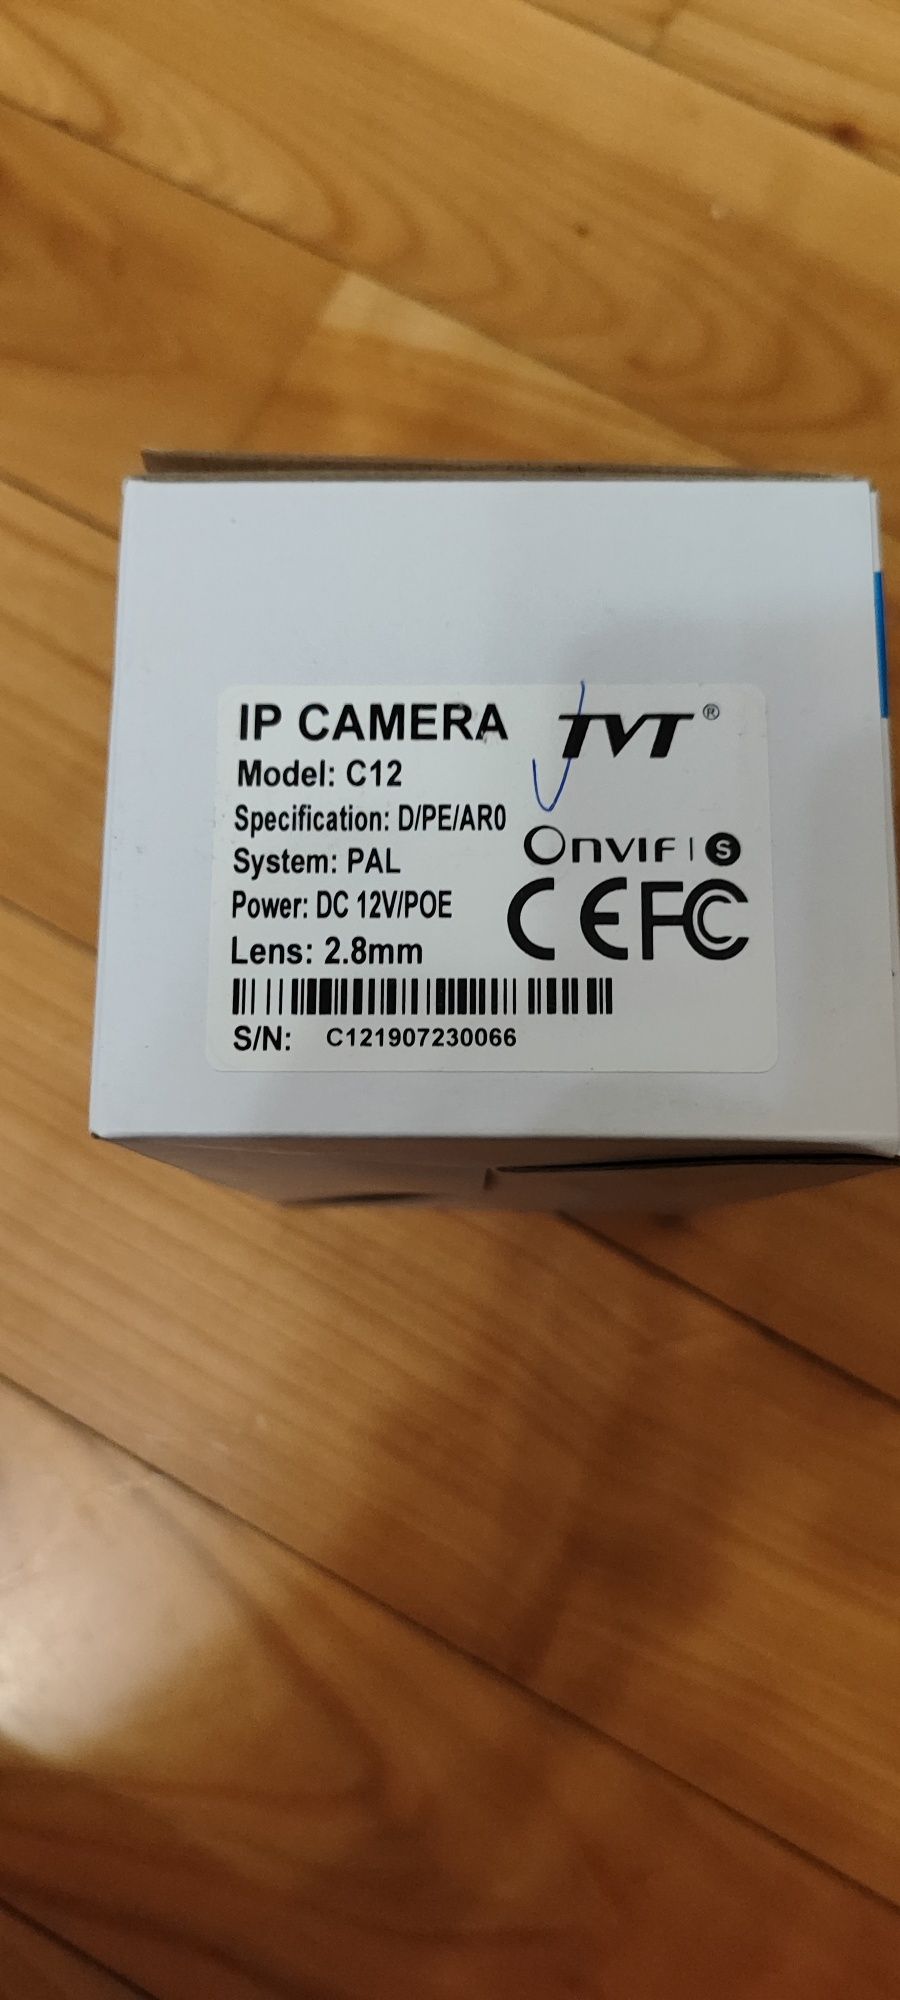 IP CAMERA
TVT®
Model: C12
Specification: D/PE/AR0
ONVIF | S
System: PAL
Power: DC 12V/POE
CE FC
Lens: 2.8mm
S/N: C121907230066